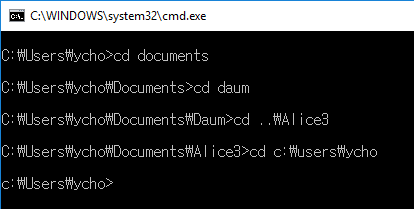 C:\WINDOWS\system32\cmd.exe
C:₩Users₩ycho>cd documents
C:₩Users₩ycho₩Documents>cd daum
C:₩Users₩ycho₩Documents₩Daum>cd ..₩Alice3
C:₩Users₩ycho₩Documents₩Alice3>cd c:₩users₩ycho
c:₩Users₩ycho>